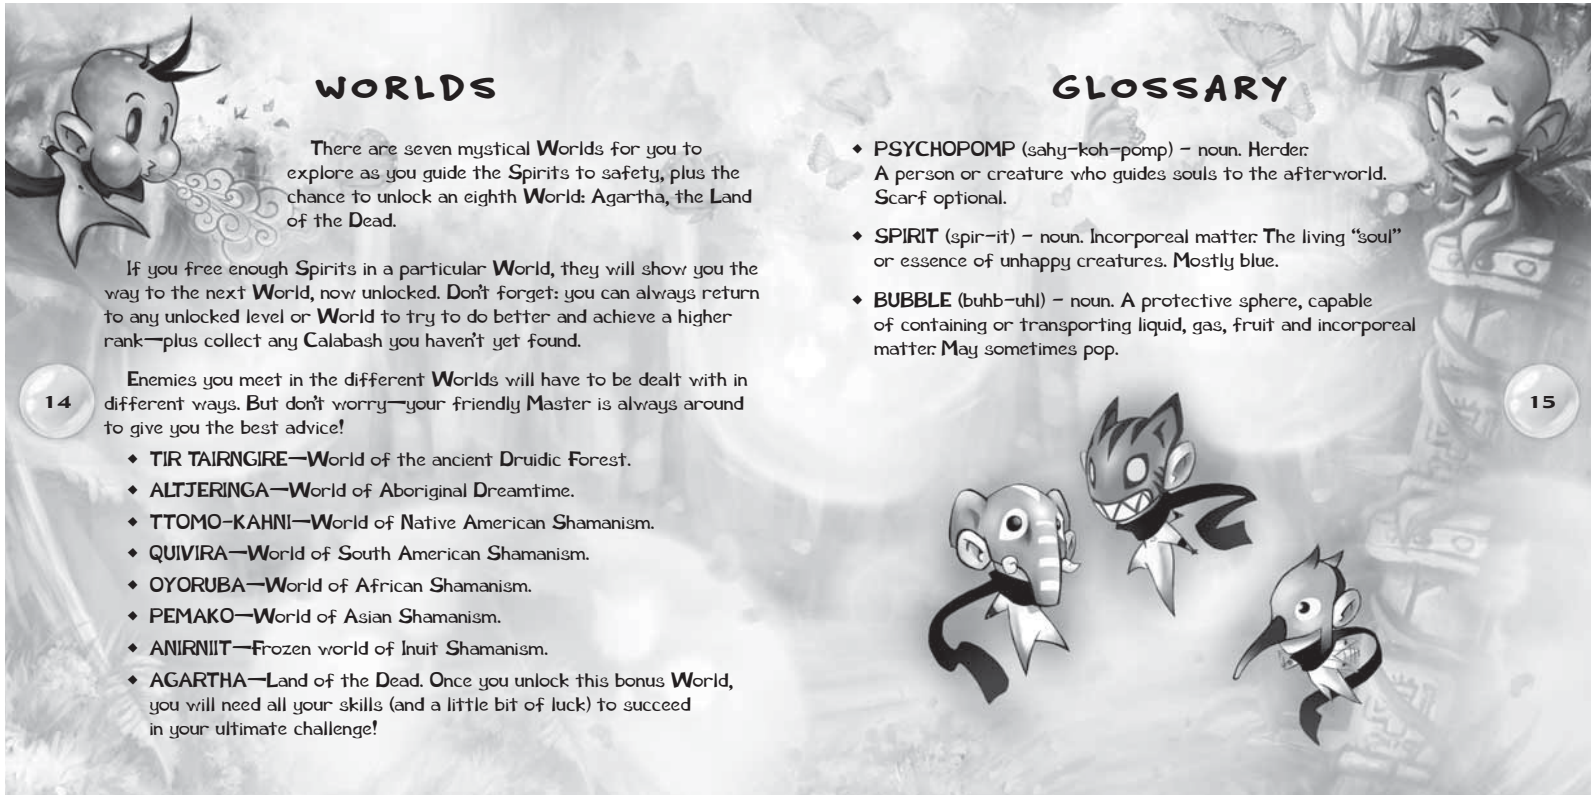 WORLDS
There are seven mystical Worlds for you to
explore as you guide the Spirits to safety, plus the
chance to unlock an eighth World: Agartha, the Land
of the Dead.
If you free enough Spirits in a particular World, they will show you the
way to the next World, now unlocked. Don't forget: you can always return
to any unlocked level or World to try to do better and achieve a higher
rank—plus collect any Calabash you haven't yet found.
Enemies you meet in the different Worlds will have to be dealt with in
different ways. But don't worry—your friendly Master is always around
to give you the best advice!
◆ TIR TAIRNGIRE—World of the ancient Druidic Forest.
◆ ALTJERINGA—World of Aboriginal Dreamtime.
◆ TTOMO-KAHNI—World of Native American Shamanism.
◆ QUIVIRA—World of South American Shamanism.
◆ OYORUBA—World of African Shamanism.
◆ PEMAKO—World of Asian Shamanism.
◆ ANIRNIIT—Frozen world of Inuit Shamanism.
◆ AGARTHA—Land of the Dead. Once you unlock this bonus World,
you will need all your skills (and a little bit of luck) to succeed
in your ultimate challenge!
14
GLOSSARY
◆ PSYCHOPOMP (sahy-koh-pomp) – noun. Herder.
A person or creature who guides souls to the afterworld.
Scarf optional.
◆ SPIRIT (spir-it) – noun. Incorporeal matter. The living "soul"
or essence of unhappy creatures. Mostly blue.
◆ BUBBLE (buhb-uhl) – noun. A protective sphere, capable
of containing or transporting liquid, gas, fruit and incorporeal
matter. May sometimes pop.
15